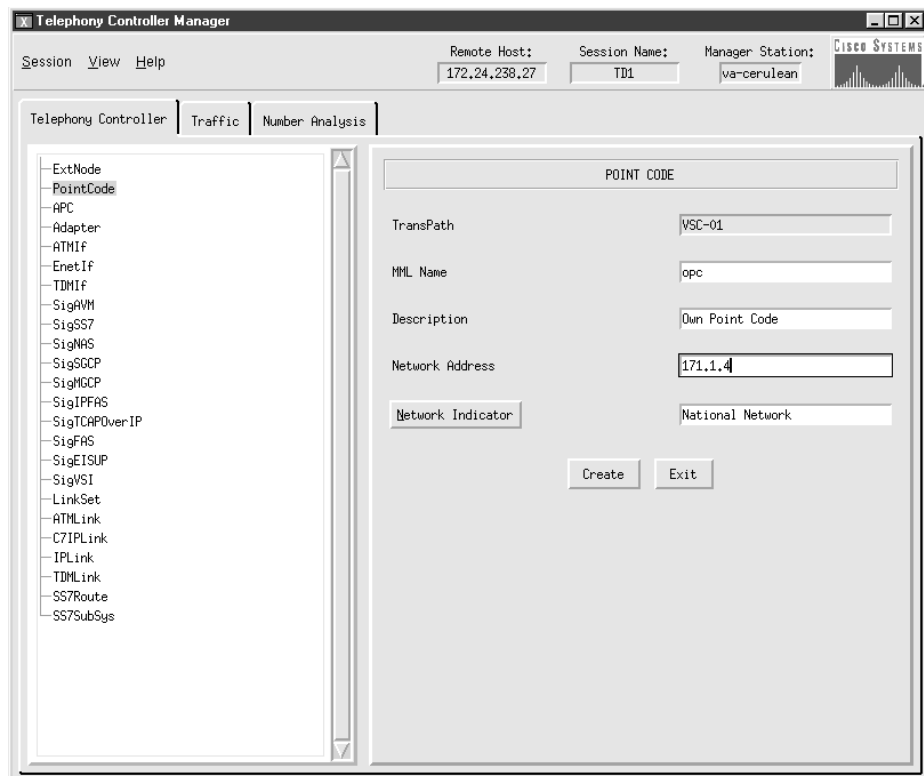 X Telephony Controller Manager
Session View Help
Remote Host: Session Name: Manager Station:
172.24.238.27 TD1 va-cerulean
CISCO SYSTEMS
Telephony Controller Traffic Number Analysis
ExtNode
PointCode
APC
Adapter
ATMIf
EnetIf
TDMIf
SigAVM
SigSS7
SigNAS
SigSGCP
SigMGCP
SigIPFAS
SigTCAPOverIP
SigFAS
SigEISUP
SigVSI
LinkSet
ATMLink
C7IPLink
IPLink
TDMLink
SS7Route
SS7SubSys
POINT CODE
TransPath VSC-01
MML Name opc
Description Own Point Code
Network Address 171.1.4
Network Indicator National Network
Create Exit